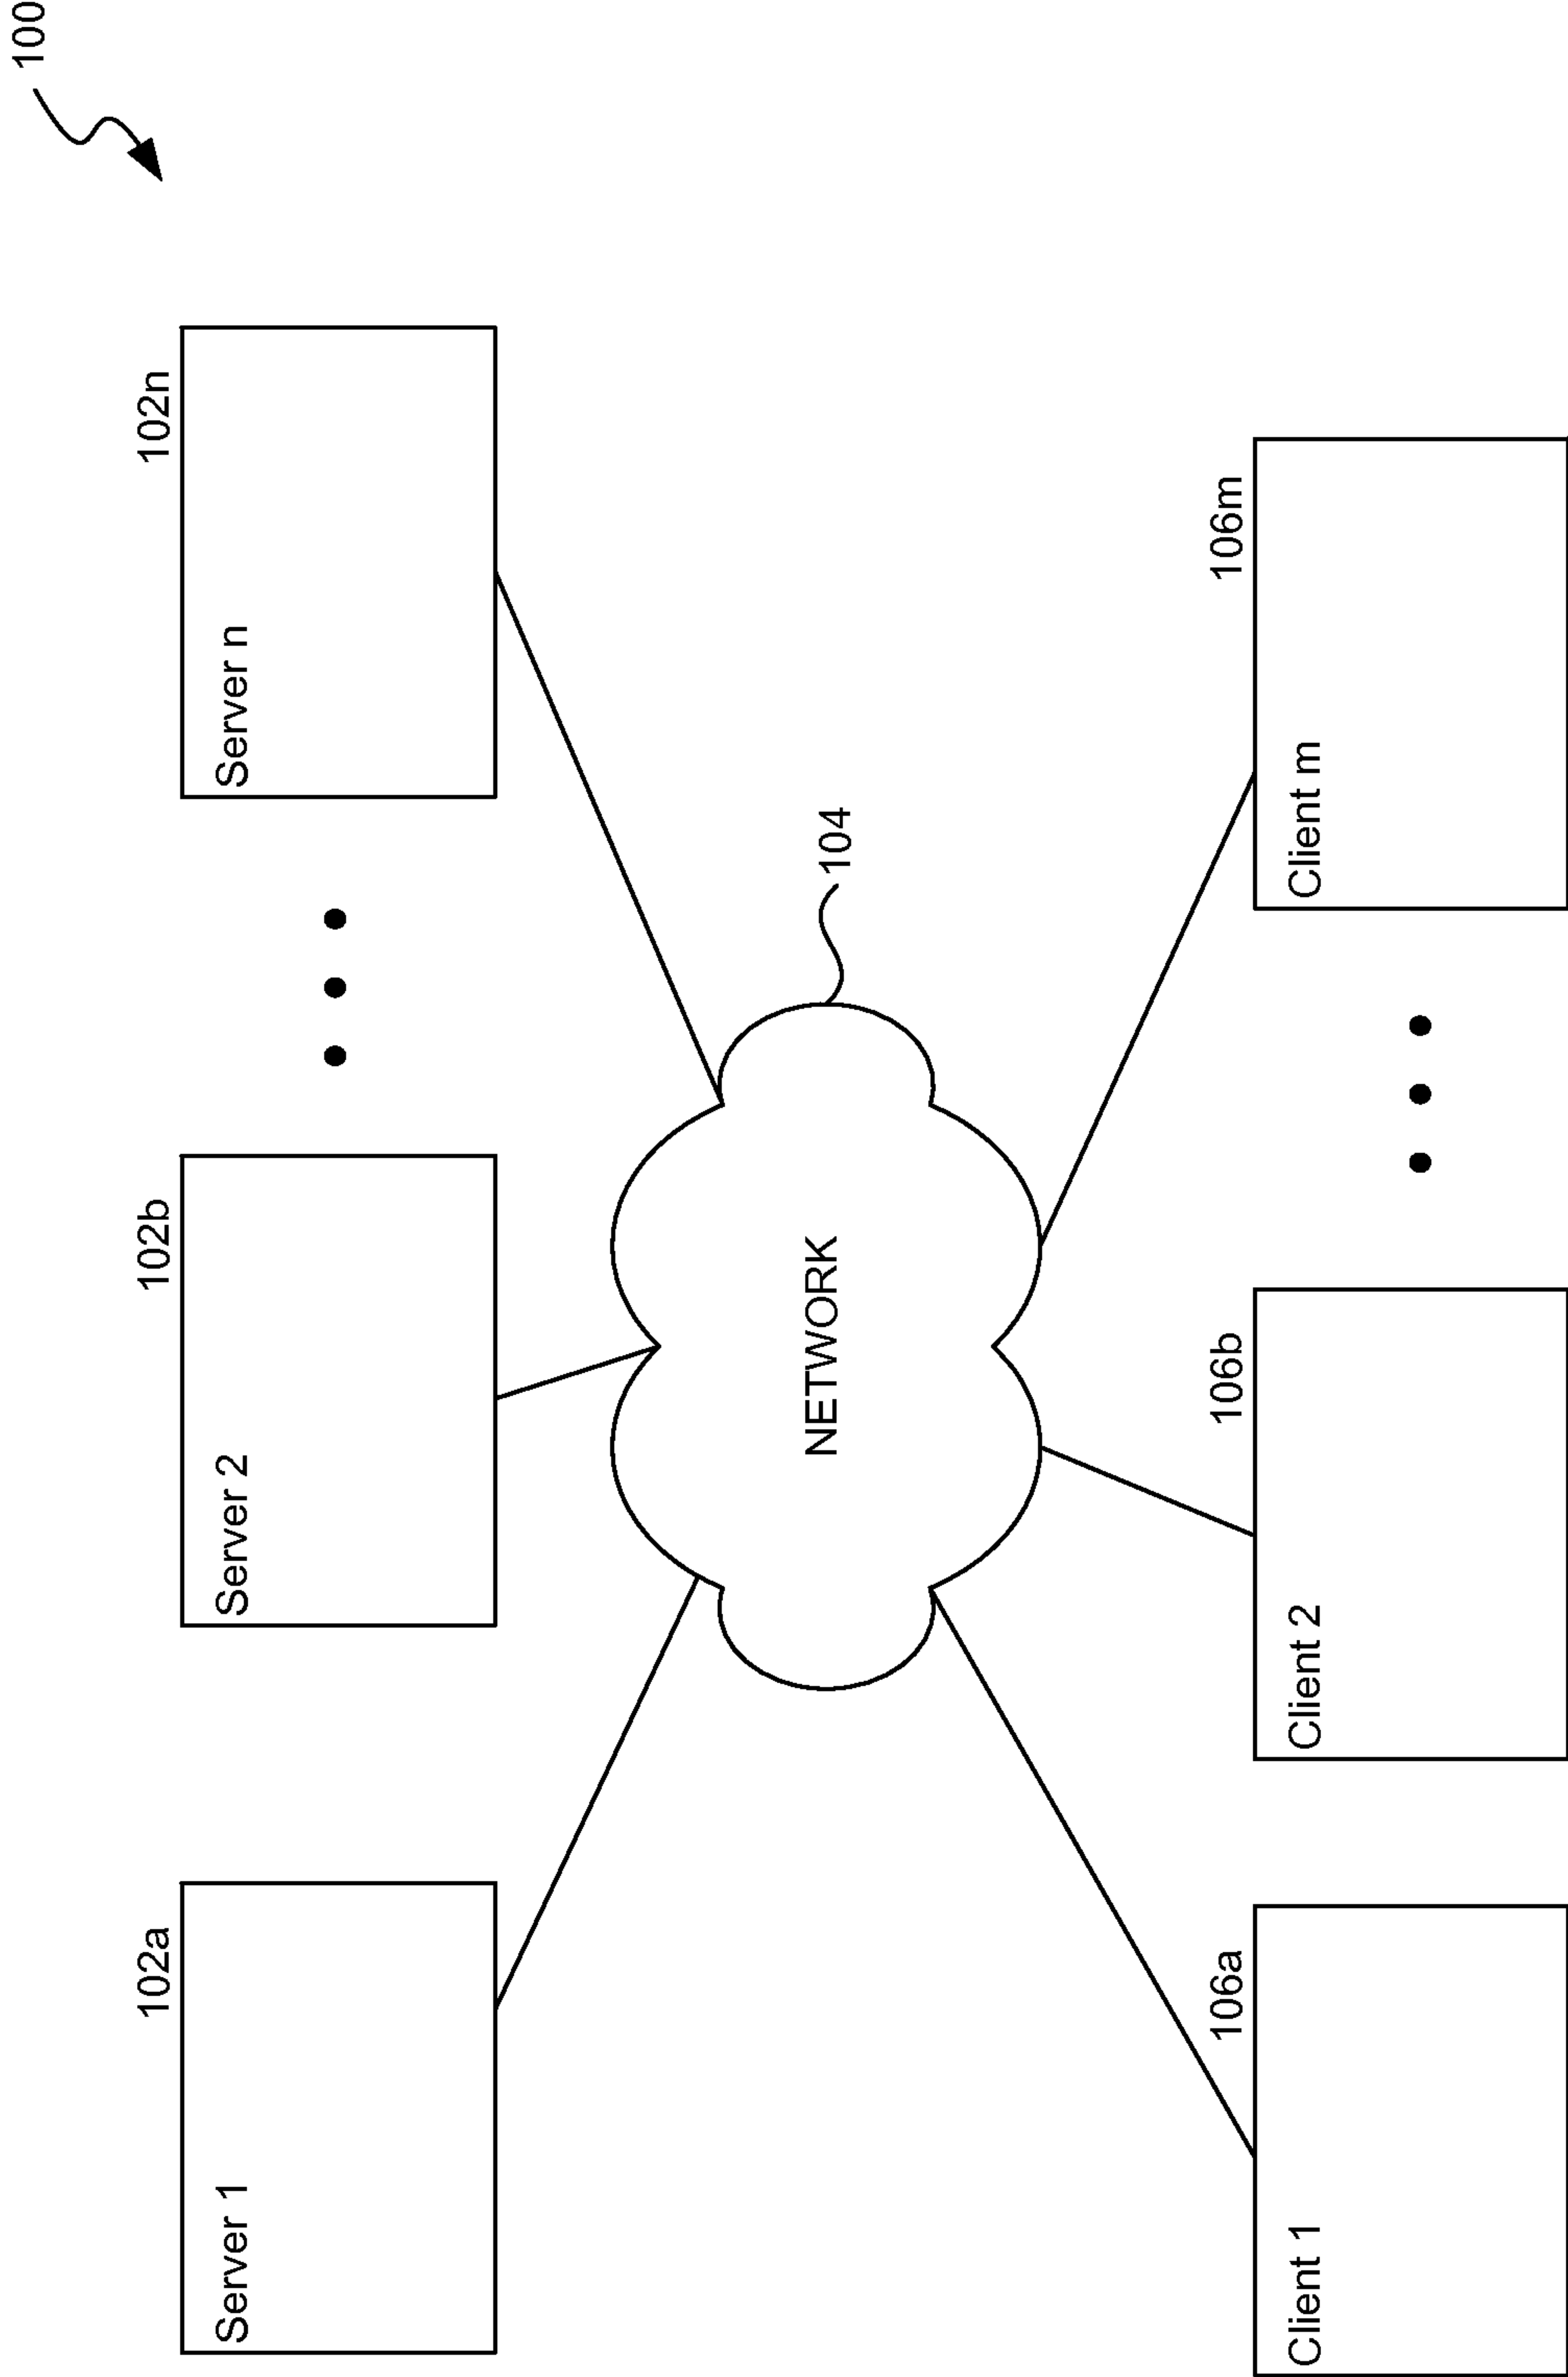 100
102a
102b
102n
Server 1
Server 2
Server n
104
NETWORK
106a
106b
106m
Client 1
Client 2
Client m